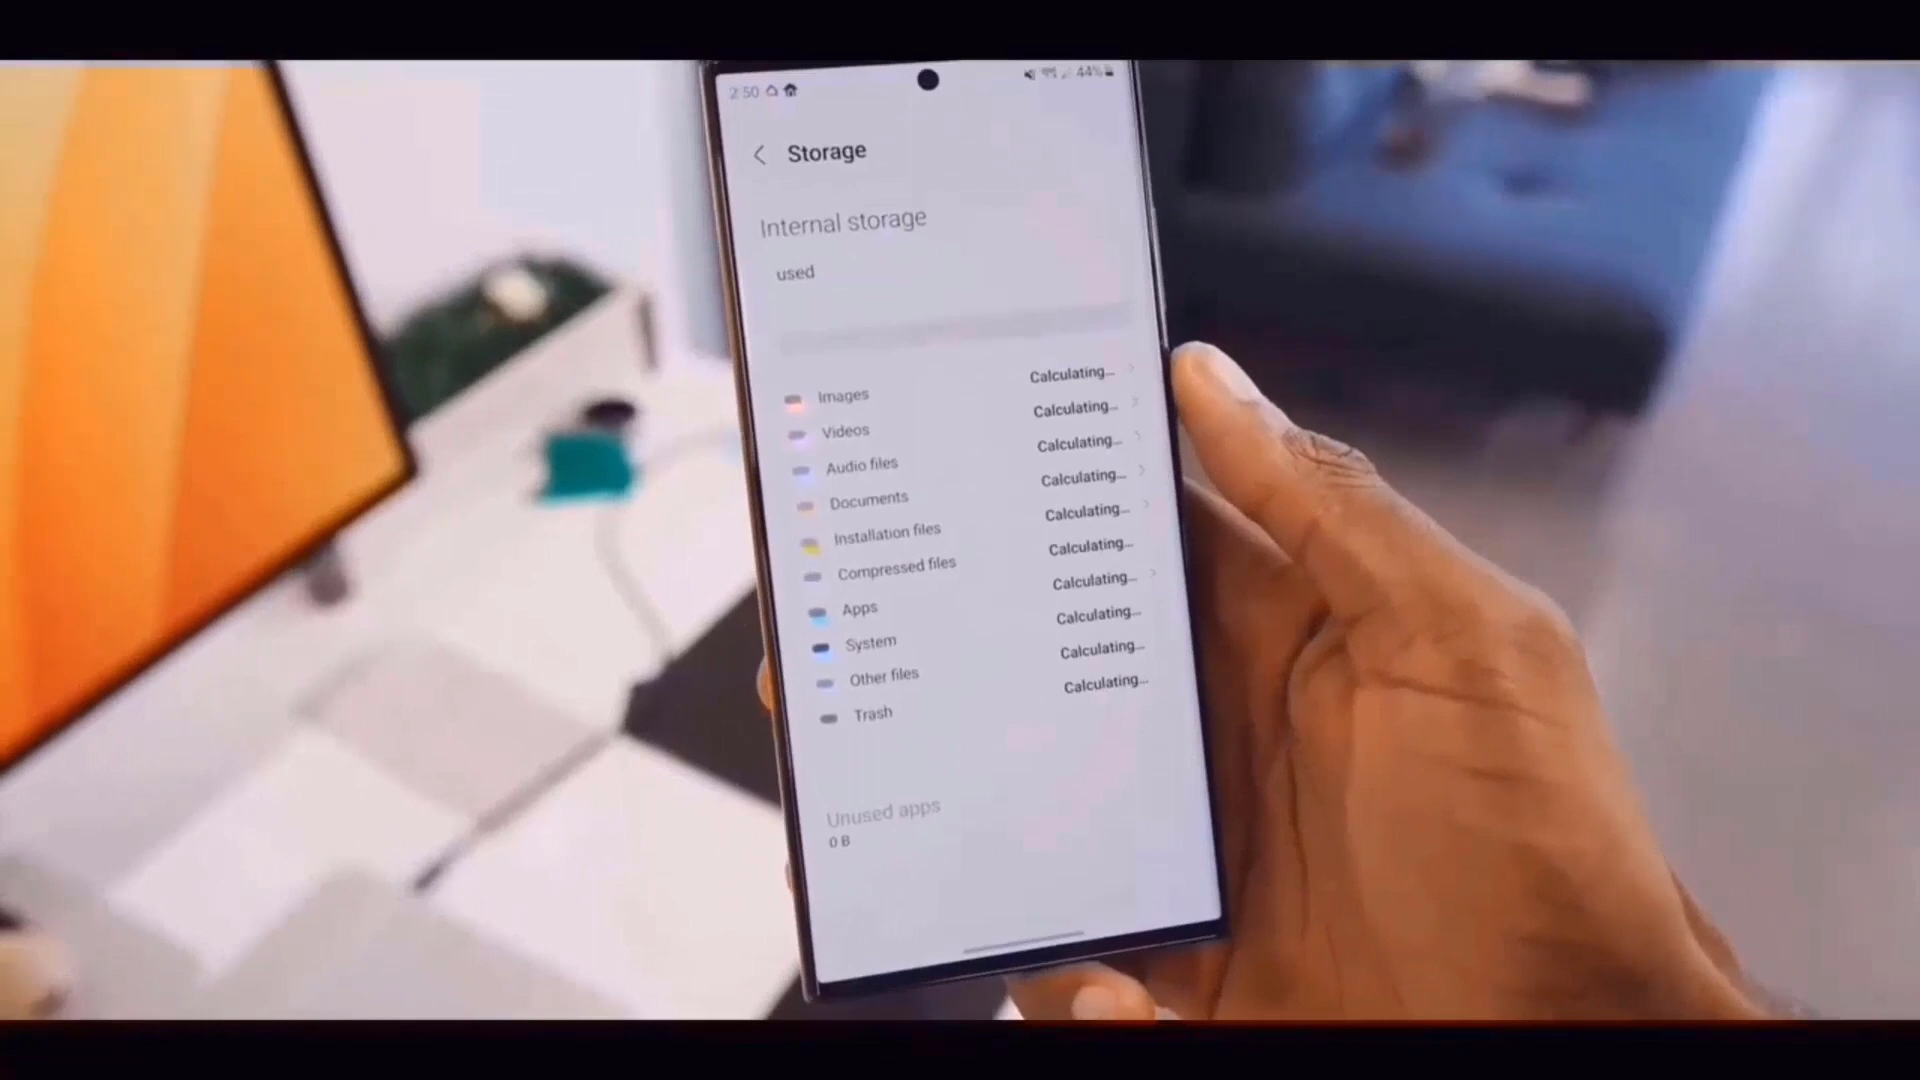 2:50 44%
Storage
Internal storage
used
Images Calculating...
Videos Calculating...
Audio files Calculating...
Documents Calculating...
Installation files Calculating...
Compressed files Calculating...
Apps Calculating...
System Calculating...
Other files Calculating...
Trash Calculating...
Unused apps
0 B